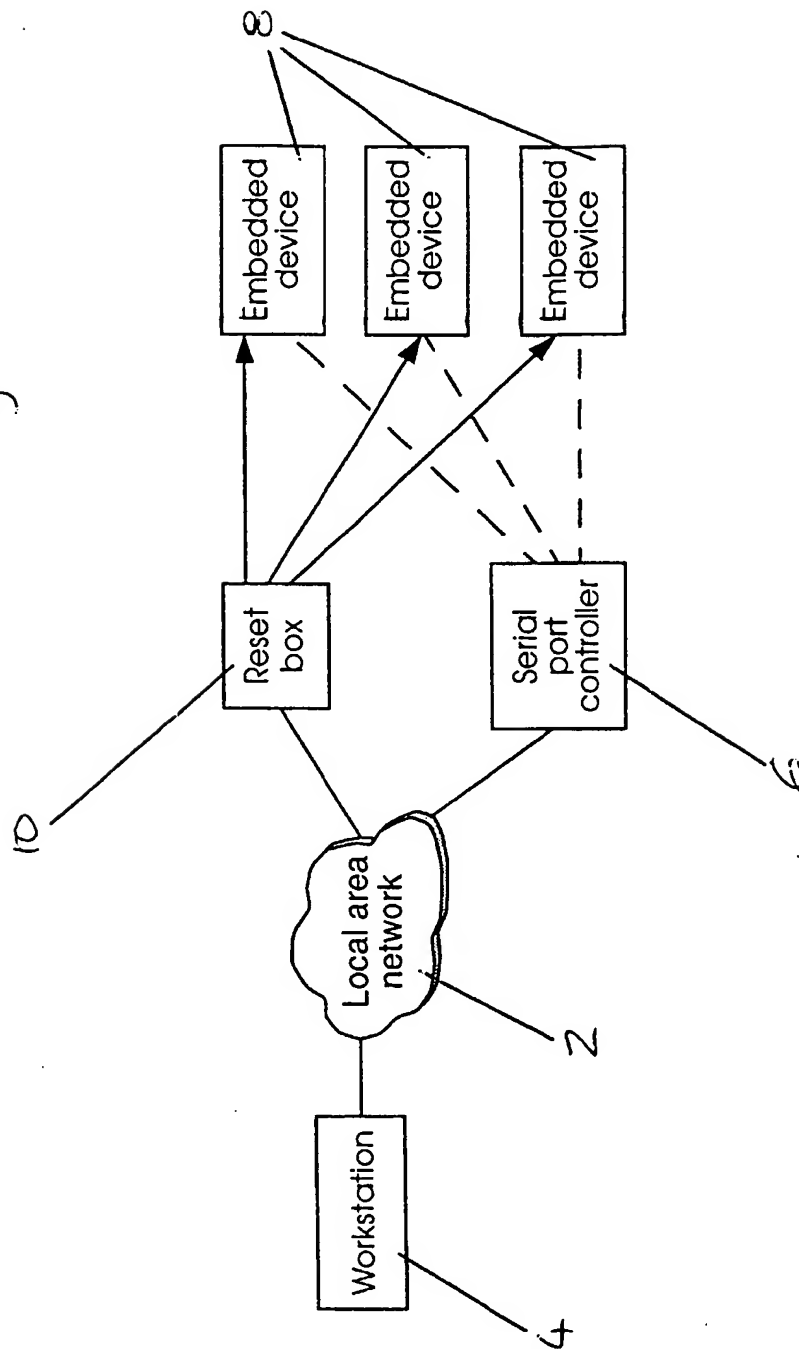 10
8
Embedded
device
Embedded
device
Embedded
device
Reset
box
Serial
port
controller
6
Local area
network
2
Workstation
4